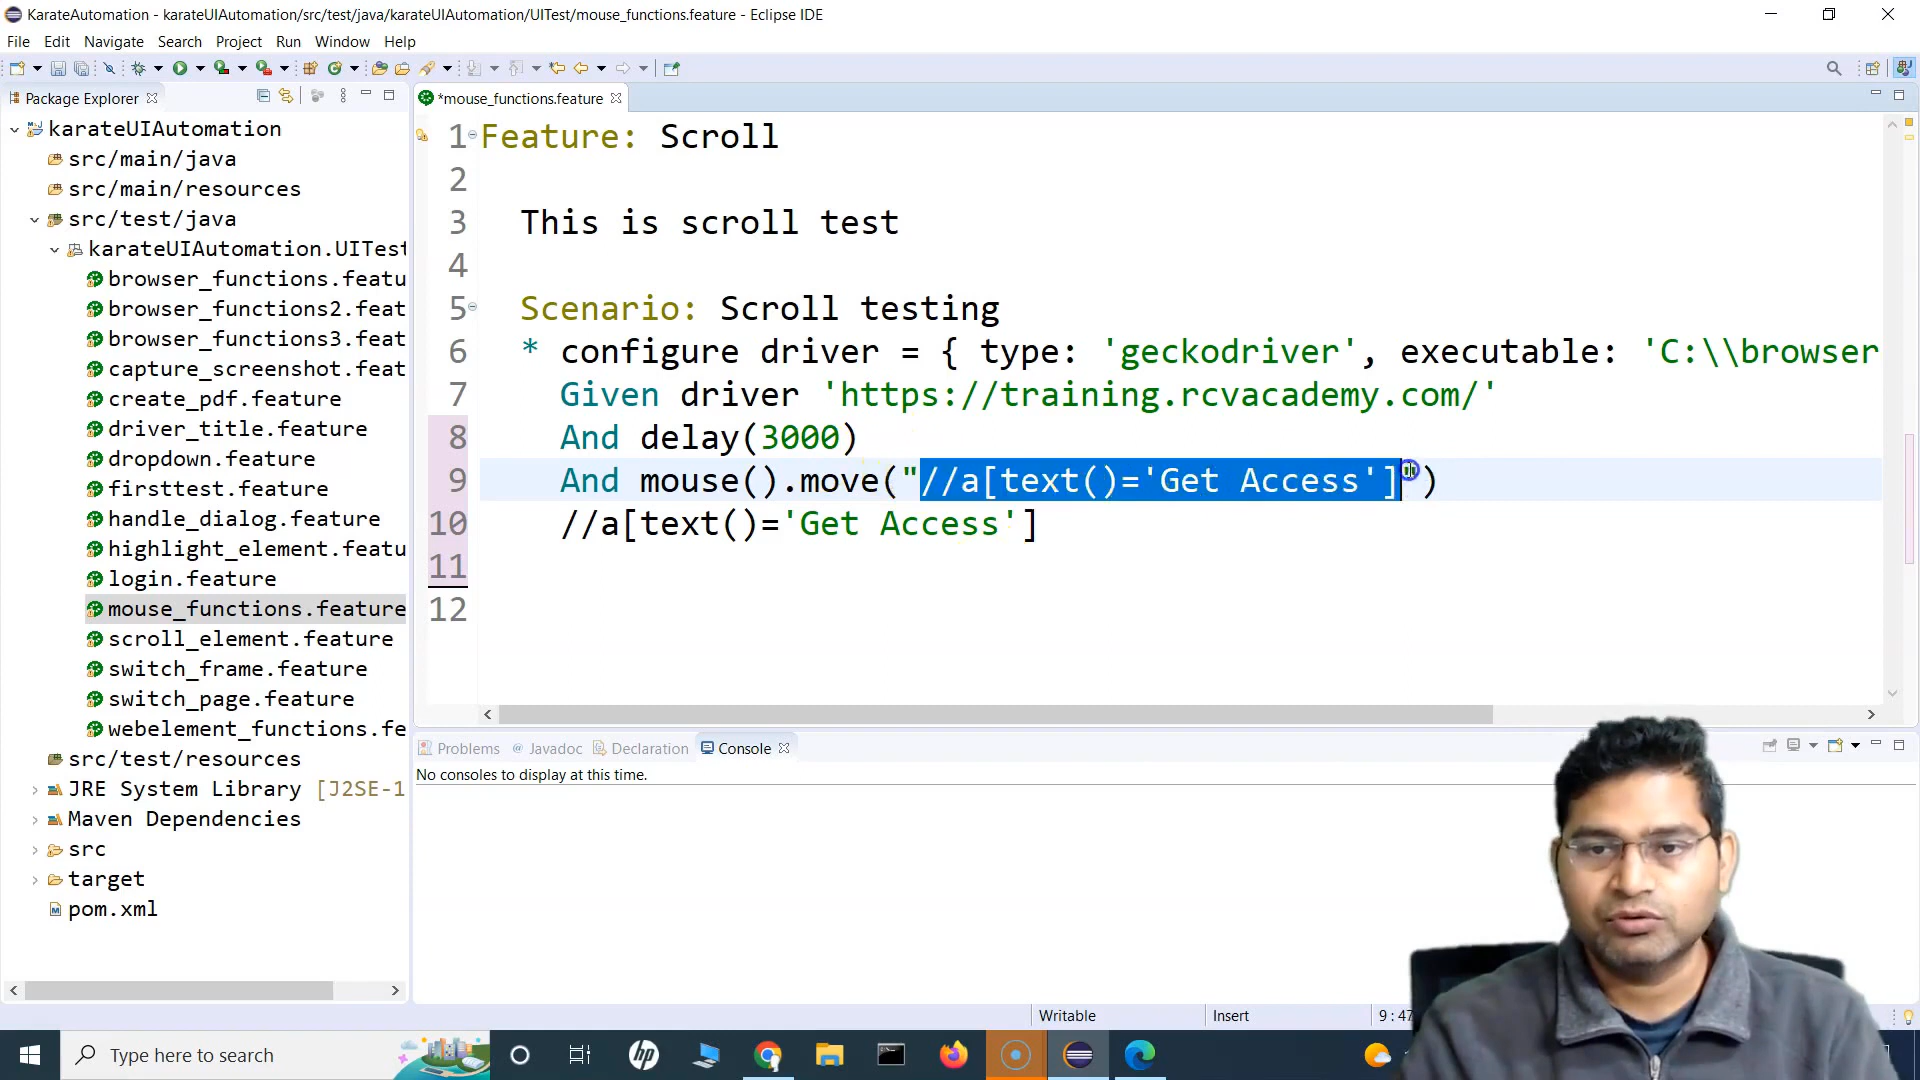 KarateAutomation - karateUIAutomation/src/test/java/karateUIAutomation/UITest/mouse_functions.feature - Eclipse IDE
File Edit Navigate Search Project Run Window Help
Package Explorer
karateUIAutomation
src/main/java
src/main/resources
src/test/java
karateUIAutomation.UITest
browser_functions.featu
browser_functions2.feat
browser_functions3.feat
capture_screenshot.feat
create_pdf.feature
driver_title.feature
dropdown.feature
firsttest.feature
handle_dialog.feature
highlight_element.featu
login.feature
mouse_functions.feature
scroll_element.feature
switch_frame.feature
switch_page.feature
webelement_functions.fe
src/test/resources
JRE System Library [J2SE-1
Maven Dependencies
src
target
pom.xml
*mouse_functions.feature
1 Feature: Scroll
2
3 This is scroll test
4
5 Scenario: Scroll testing
6 * configure driver = { type: 'geckodriver', executable: 'C:\\browser
7 Given driver 'https://training.rcvacademy.com/'
8 And delay(3000)
9 And mouse().move("//a[text()='Get Access']")
10 //a[text()='Get Access']
11
12
Problems Javadoc Declaration Console
No consoles to display at this time.
Writable Insert 9:47
Type here to search